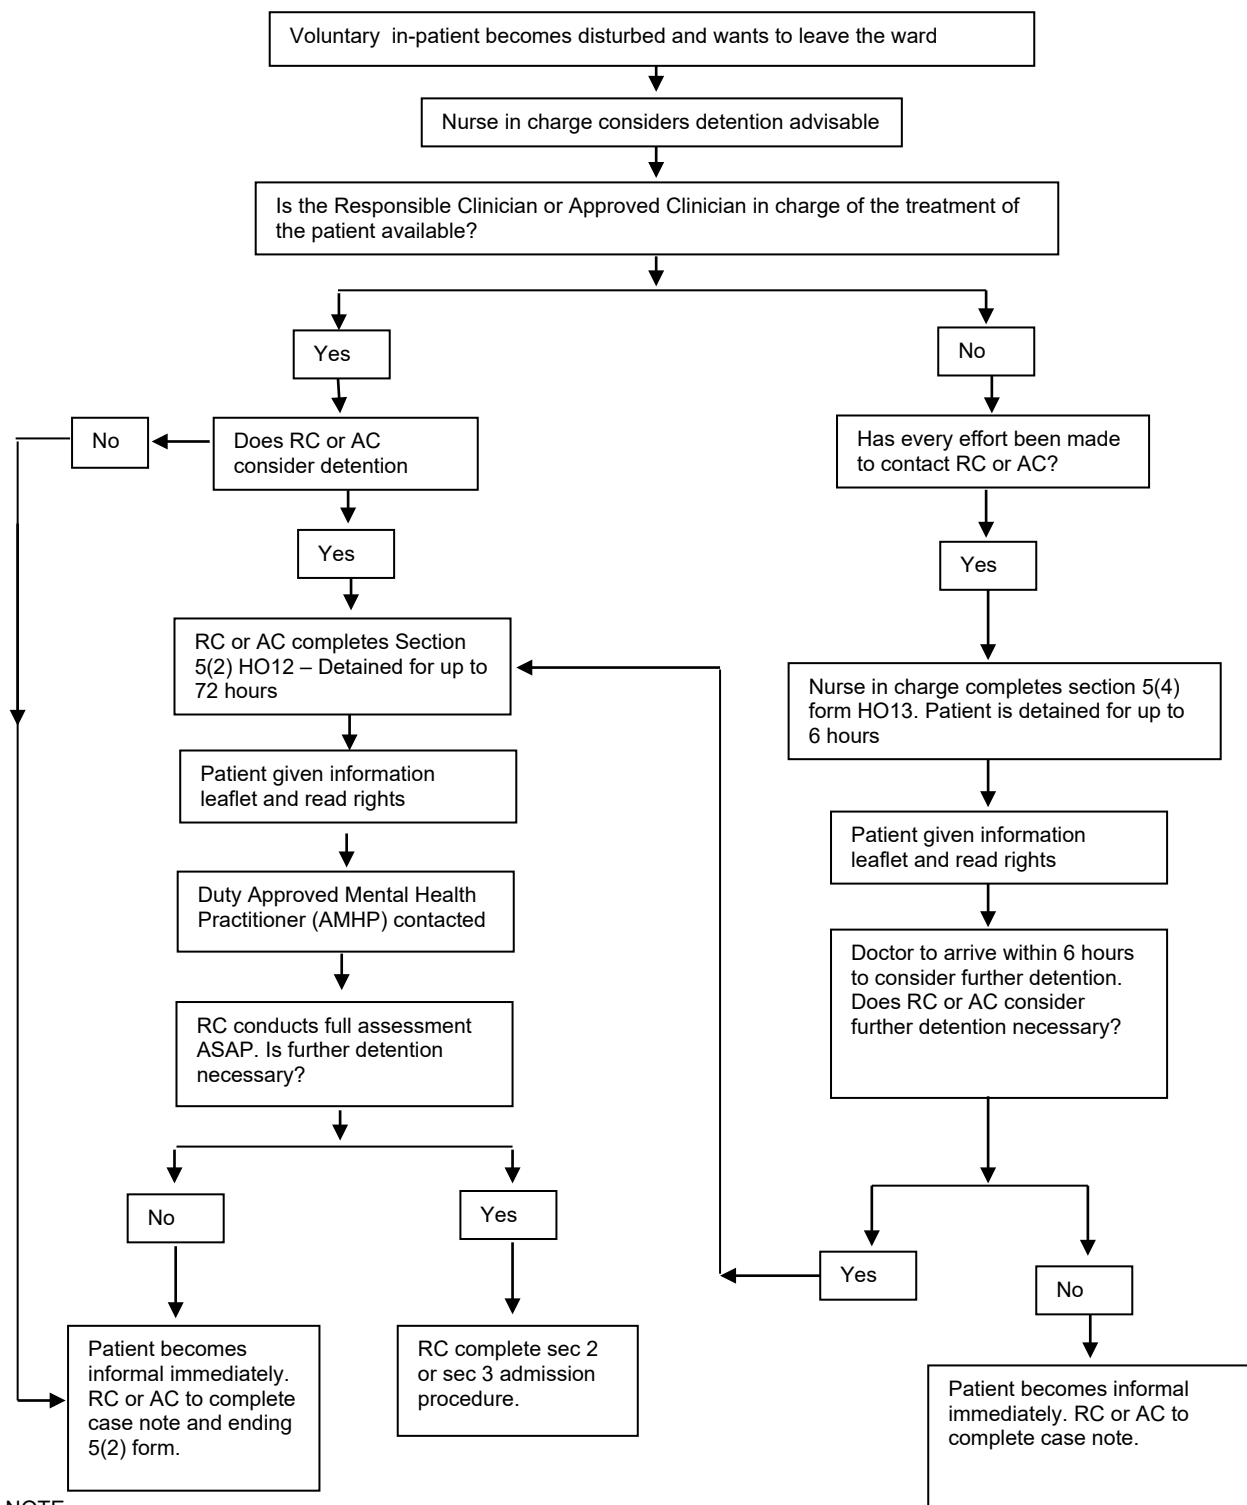 Voluntary in-patient becomes disturbed and wants to leave the ward
Nurse in charge considers detention advisable
Is the Responsible Clinician or Approved Clinician in charge of the treatment of
the patient available?
Yes
No
No
Does RC or AC
consider detention
Has every effort been made
to contact RC or AC?
Yes
Yes
RC or AC completes Section
5(2) HO12 – Detained for up to
72 hours
Nurse in charge completes section 5(4)
form HO13. Patient is detained for up to
6 hours
Patient given information
leaflet and read rights
Patient given information
leaflet and read rights
Duty Approved Mental Health
Practitioner (AMHP) contacted
Doctor to arrive within 6 hours
to consider further detention.
Does RC or AC consider
further detention necessary?
RC conducts full assessment
ASAP. Is further detention
necessary?
No
Yes
Yes
No
Patient becomes
informal immediately.
RC or AC to complete
case note and ending
5(2) form.
RC complete sec 2
or sec 3 admission
procedure.
Patient becomes informal
immediately. RC or AC to
complete case note.
NOTE